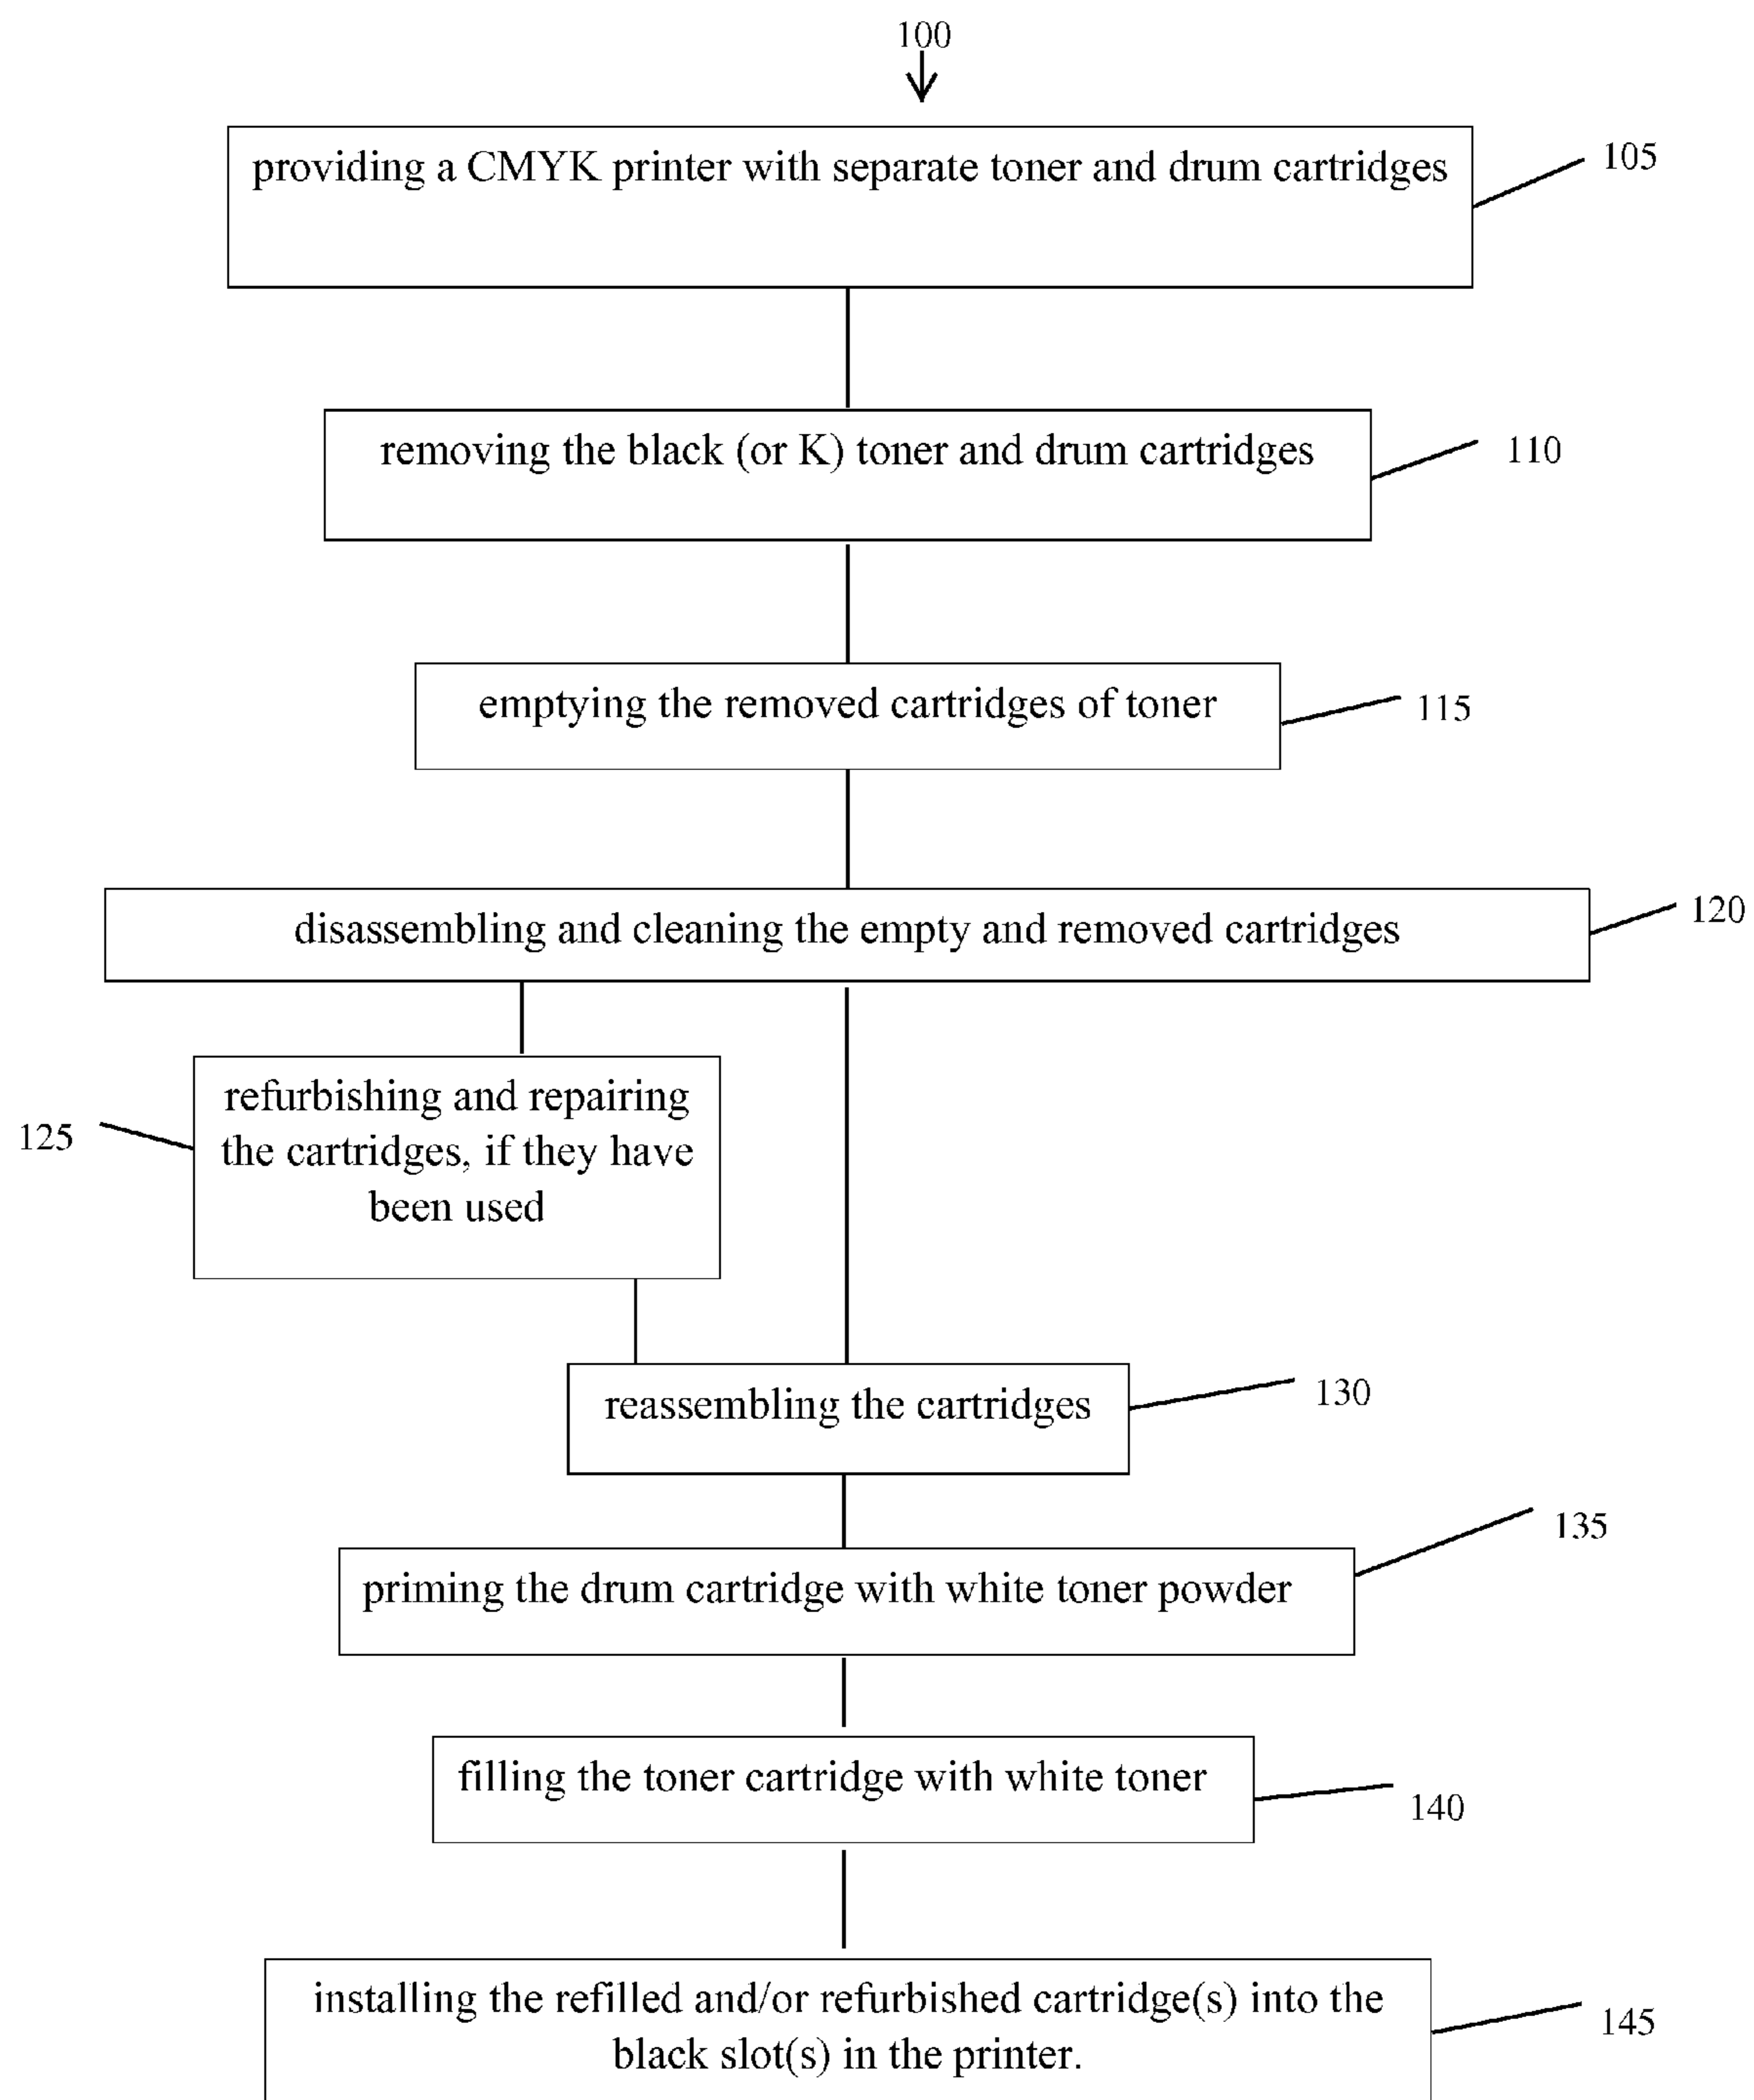 100
providing a CMYK printer with separate toner and drum cartridges
105
removing the black (or K) toner and drum cartridges
110
emptying the removed cartridges of toner
115
disassembling and cleaning the empty and removed cartridges
120
refurbishing and repairing
the cartridges, if they have
been used
125
reassembling the cartridges
130
priming the drum cartridge with white toner powder
135
filling the toner cartridge with white toner
140
installing the refilled and/or refurbished cartridge(s) into the
black slot(s) in the printer.
145